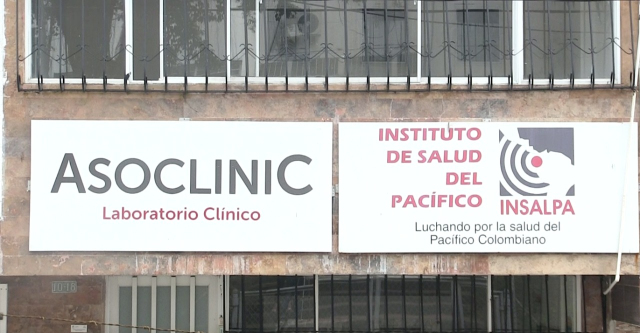 ASOCLINIC
Laboratorio Clínico
INSTITUTO
DE SALUD
DEL
PACÍFICO
INSALPA
Luchando por la salud del
Pacífico Colombiano